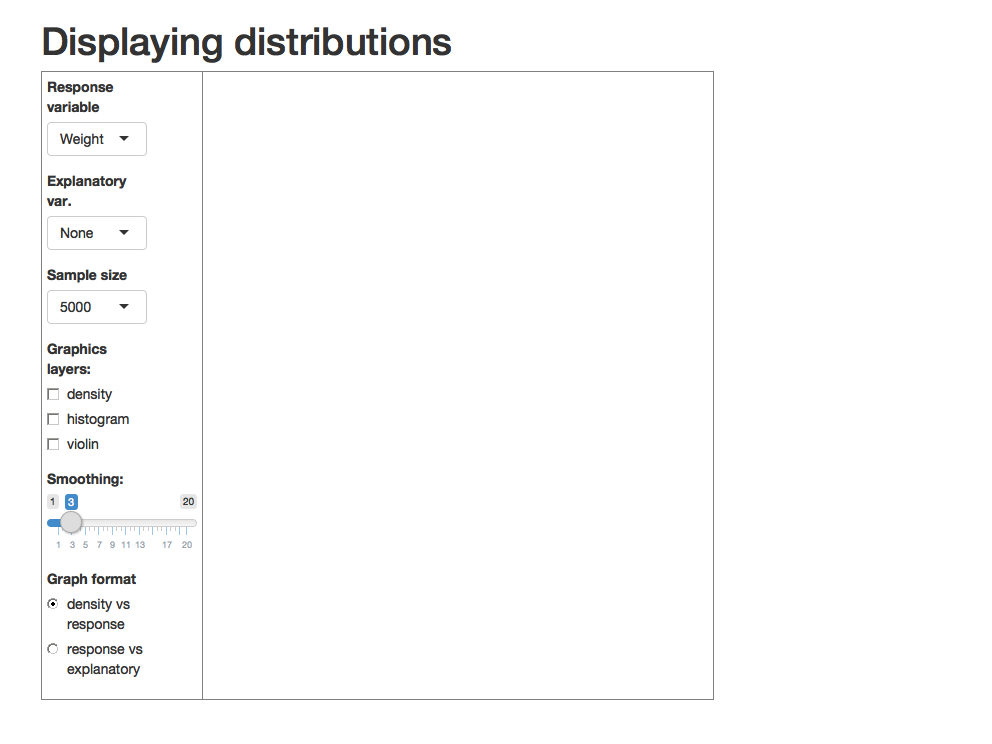 Displaying distributions
Response
variable
Weight
Explanatory
var.
None
Sample size
5000
Graphics
layers:
density
histogram
violin
Smoothing:
1 3 20
1 3 5 7 9 11 13 17 20
Graph format
density vs
response
response vs
explanatory